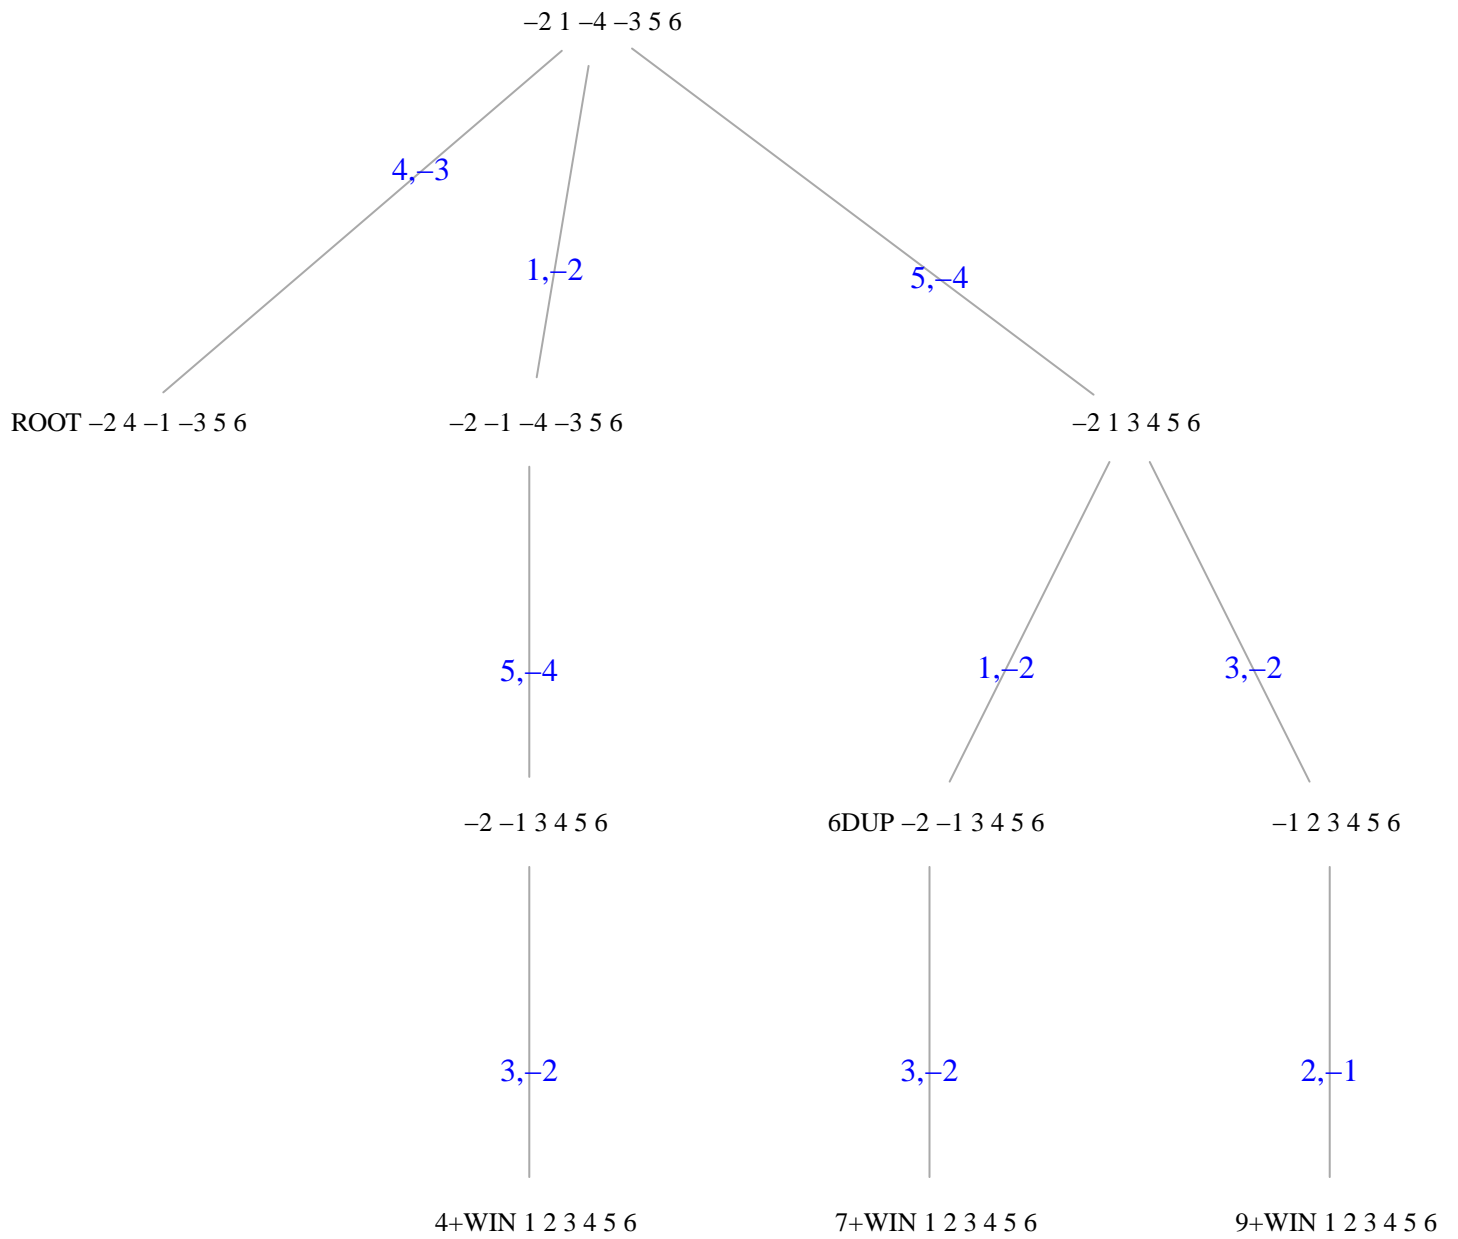 –2 1 –4 –3 5 6
4,–3
1,–2
5,–4
ROOT –2 4 –1 –3 5 6
–2 –1 –4 –3 5 6
–2 1 3 4 5 6
5,–4
1,–2
3,–2
–2 –1 3 4 5 6
6DUP –2 –1 3 4 5 6
–1 2 3 4 5 6
3,–2
3,–2
2,–1
4+WIN 1 2 3 4 5 6
7+WIN 1 2 3 4 5 6
9+WIN 1 2 3 4 5 6